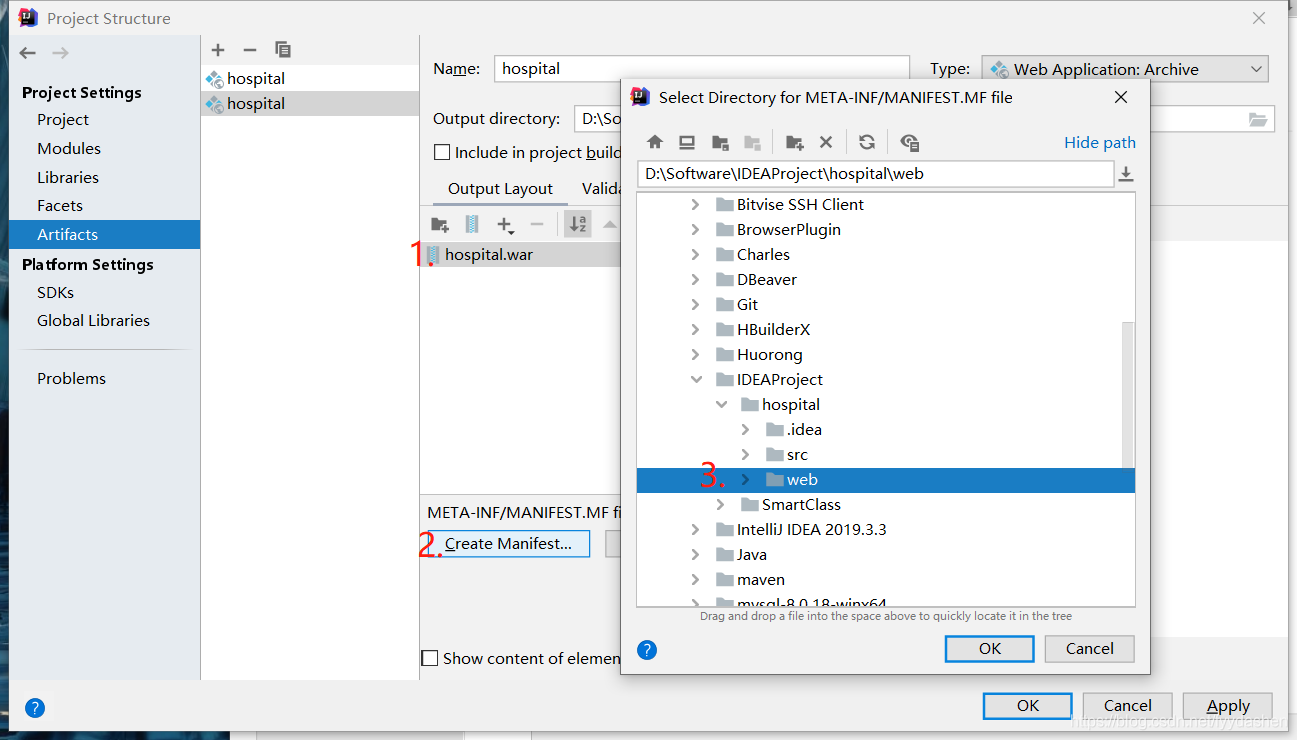 Project Structure
Project Settings
Project
Modules
Libraries
Facets
Artifacts
Platform Settings
SDKs
Global Libraries
Problems
hospital
hospital
Name: hospital
Type: Web Application: Archive
Output directory: D:\So
Include in project build
Output Layout Valida
1. hospital.war
META-INF/MANIFEST.MF fi
2. Create Manifest...
Show content of elemen
Select Directory for META-INF/MANIFEST.MF file
Hide path
D:\Software\IDEAProject\hospital\web
Bitvise SSH Client
BrowserPlugin
Charles
DBeaver
Git
HBuilderX
Huorong
IDEAProject
hospital
.idea
src
3. web
SmartClass
IntelliJ IDEA 2019.3.3
Java
maven
mysql-8.0.18-winx64
Drag and drop a file into the space above to quickly locate it in the tree
? OK Cancel
? OK Cancel Apply